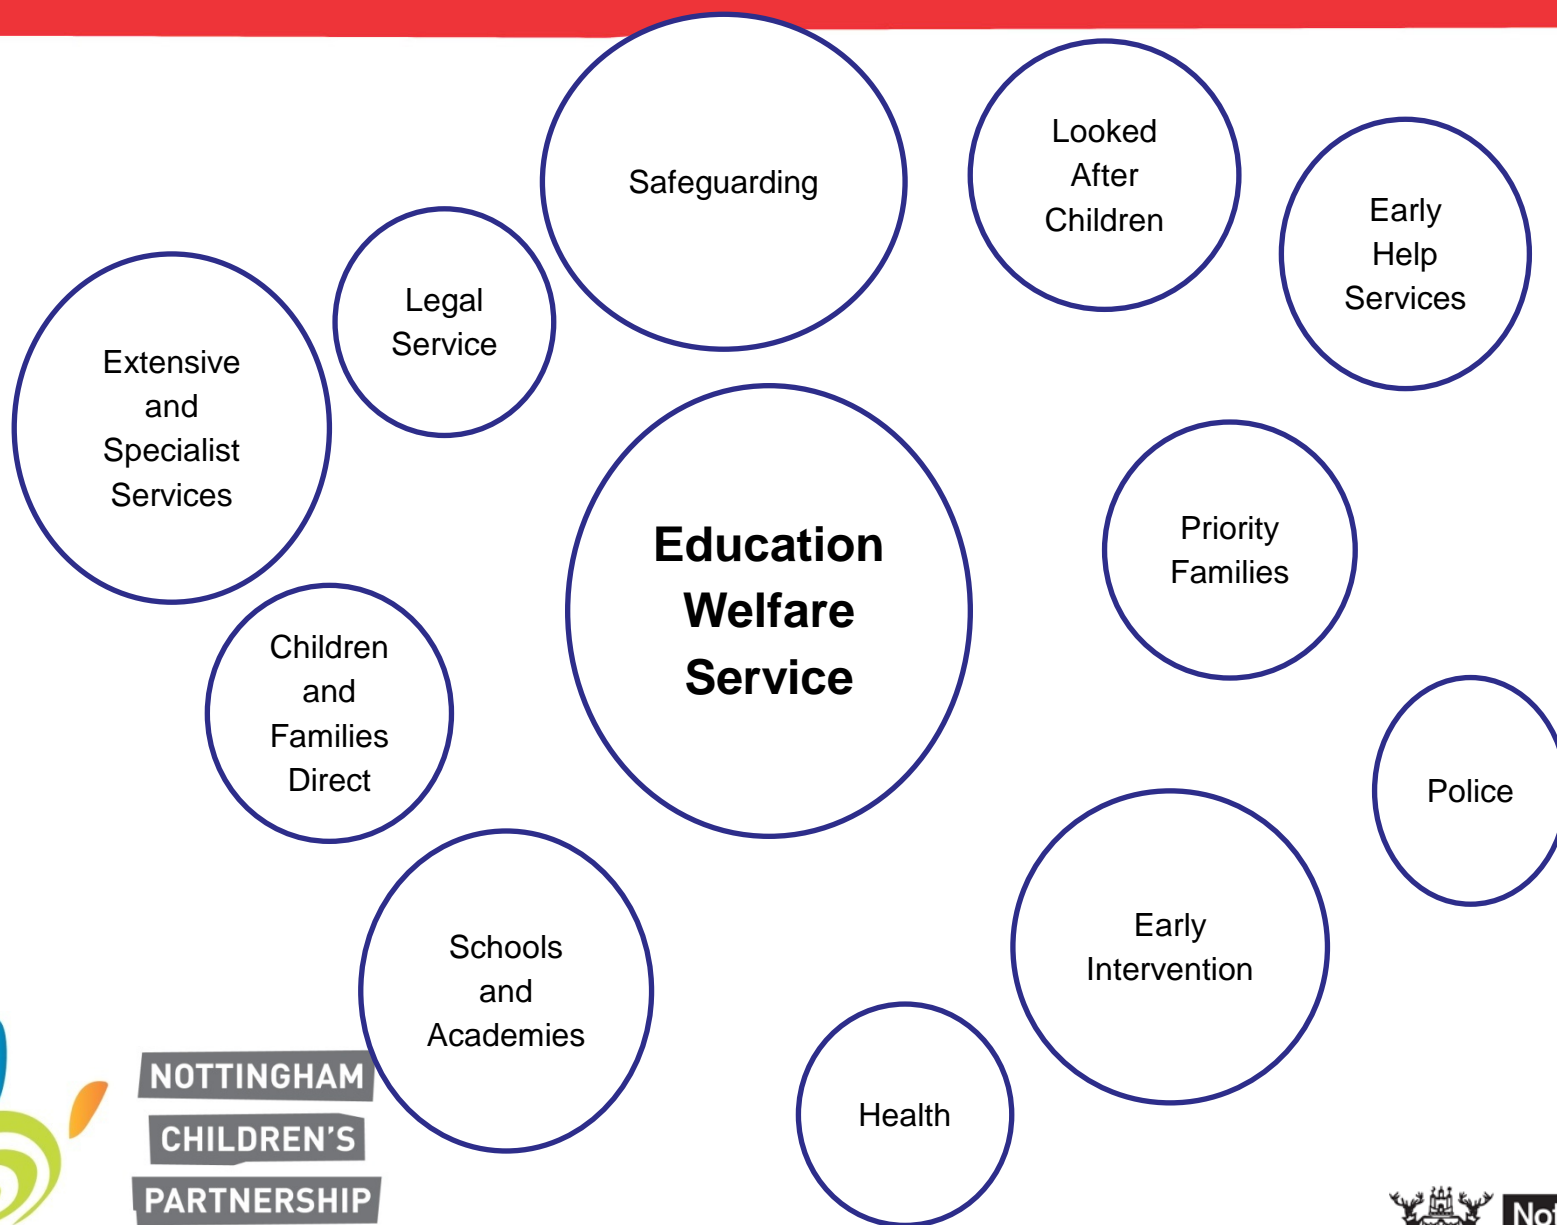 Safeguarding
Looked
After
Children
Early
Help
Services
Legal
Service
Extensive
and
Specialist
Services
Education
Welfare
Service
Priority
Families
Children
and
Families
Direct
Police
Early
Intervention
Schools
and
Academies
Health
NOTTINGHAM
CHILDREN'S
PARTNERSHIP